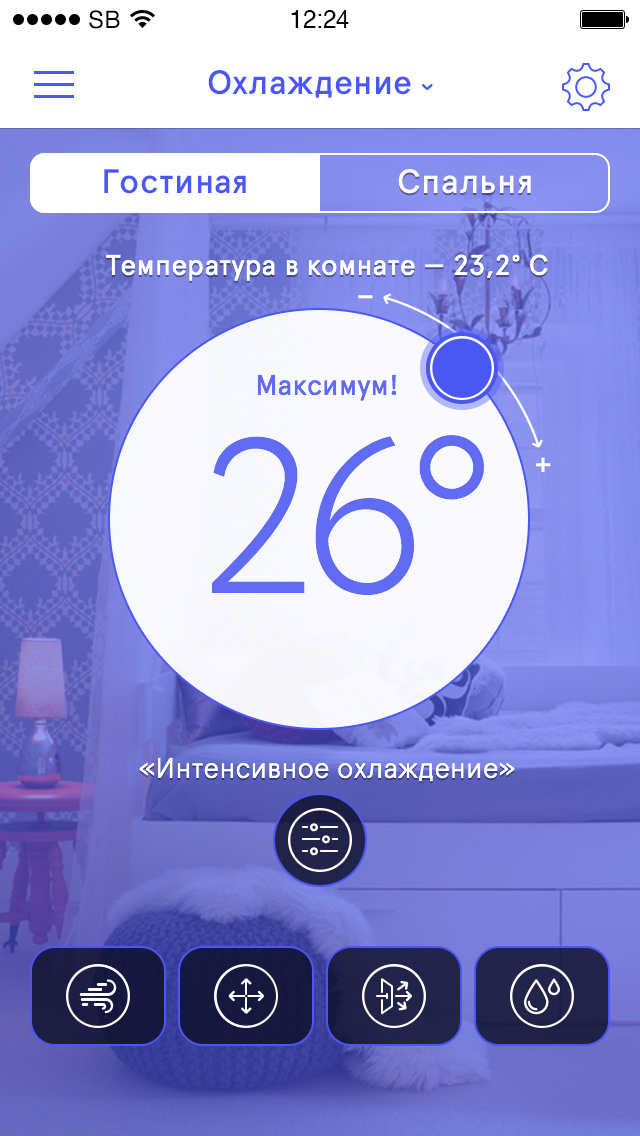 SB 12:24
Охлаждение
Гостиная Спальня
Температура в комнате — 23,2° C
Максимум!
26°
«Интенсивное охлаждение»